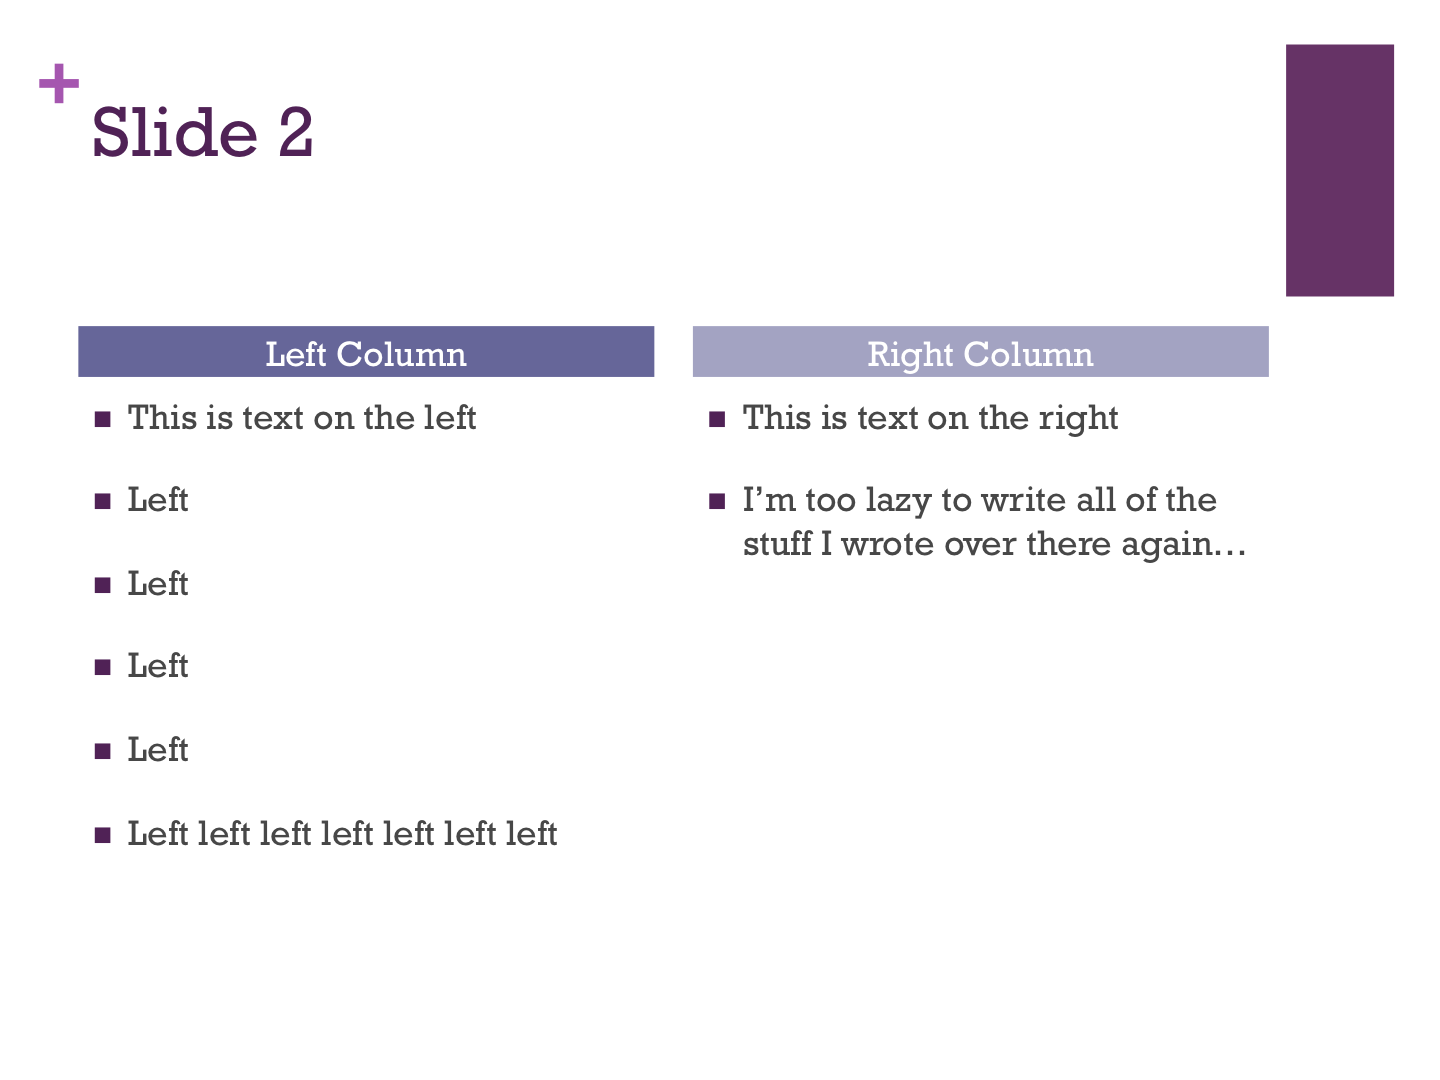 +
Slide 2
Left Column
■ This is text on the left
■ Left
■ Left
■ Left
■ Left
■ Left left left left left left left
Right Column
■ This is text on the right
■ I’m too lazy to write all of the
stuff I wrote over there again…